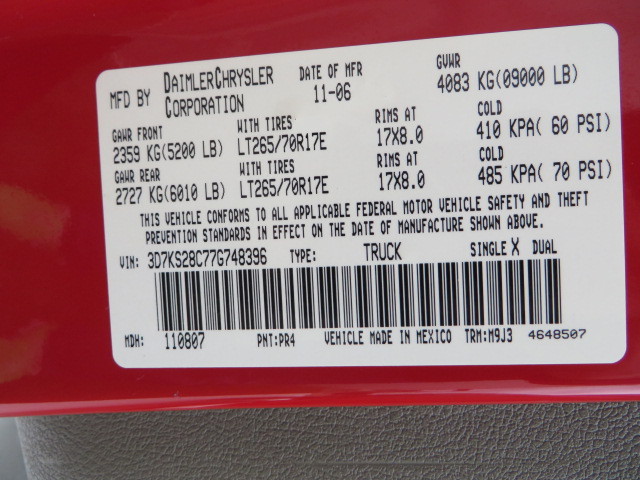 MFD BY DAIMLERCHRYSLER CORPORATION DATE OF MFR 11-06 GVWR 4083 KG(09000 LB)
GAWR FRONT WITH TIRES RIMS AT COLD
2359 KG(5200 LB) LT265/70R17E 17X8.0 410 KPA( 60 PSI)
GAWR REAR WITH TIRES RIMS AT COLD
2727 KG(6010 LB) LT265/70R17E 17X8.0 485 KPA( 70 PSI)
THIS VEHICLE CONFORMS TO ALL APPLICABLE FEDERAL MOTOR VEHICLE SAFETY AND THEFT
PREVENTION STANDARDS IN EFFECT ON THE DATE OF MANUFACTURE SHOWN ABOVE.
VIN: 3D7KS28C77G748396 TYPE: TRUCK SINGLE X DUAL
MDH: 110807 PNT:PR4 VEHICLE MADE IN MEXICO TRM:M9J3 4648507